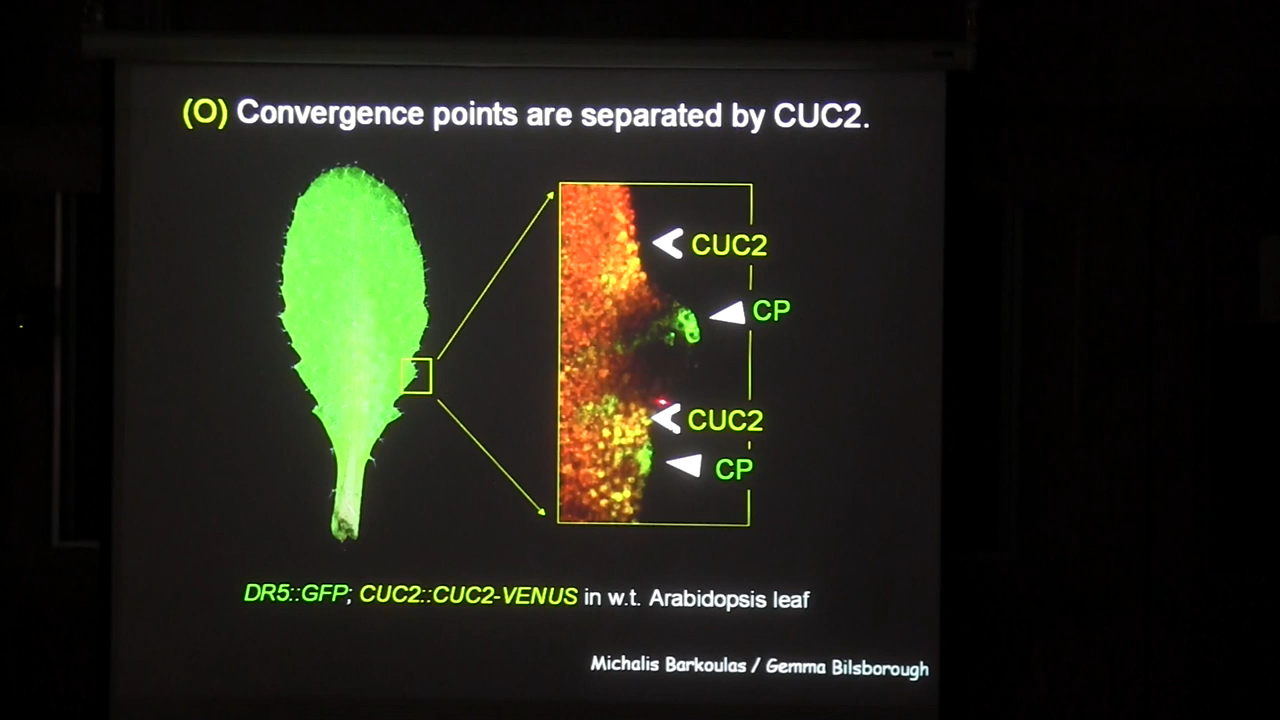 (O) Convergence points are separated by CUC2.
CUC2
CP
CUC2
CP
DR5::GFP; CUC2::CUC2-VENUS in w.t. Arabidopsis leaf
Michalis Barkoulas / Gemma Bilsborough